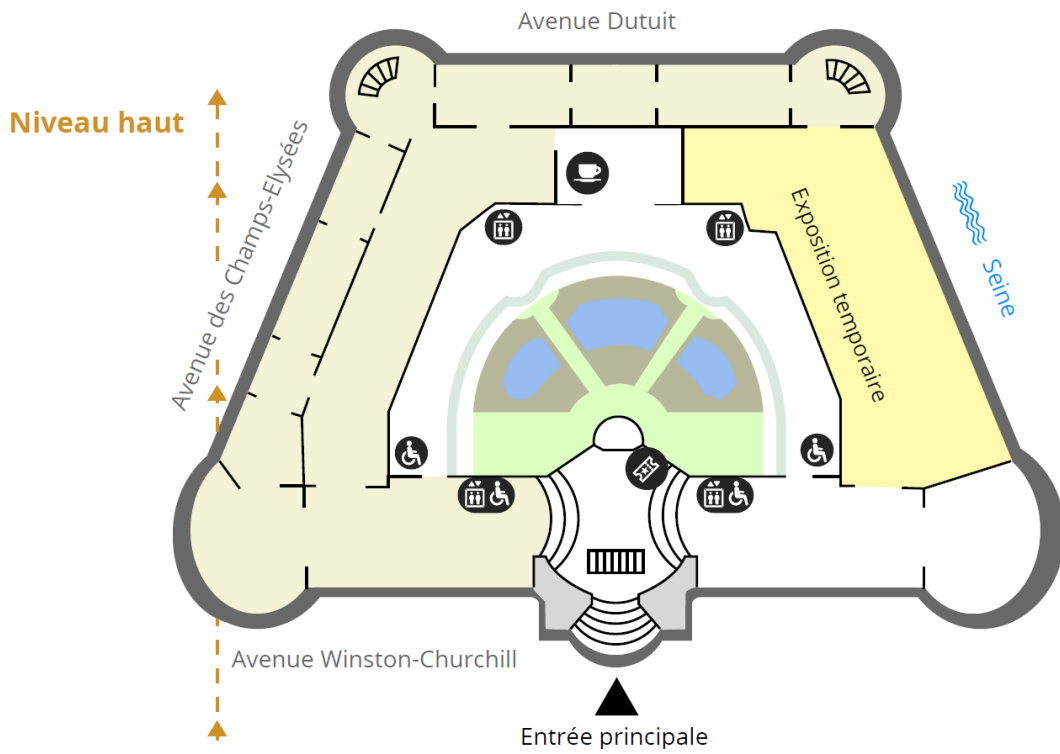 Avenue Dutuit
Niveau haut
Avenue des Champs-Elysées
Exposition temporaire
Seine
Avenue Winston-Churchill
Entrée principale